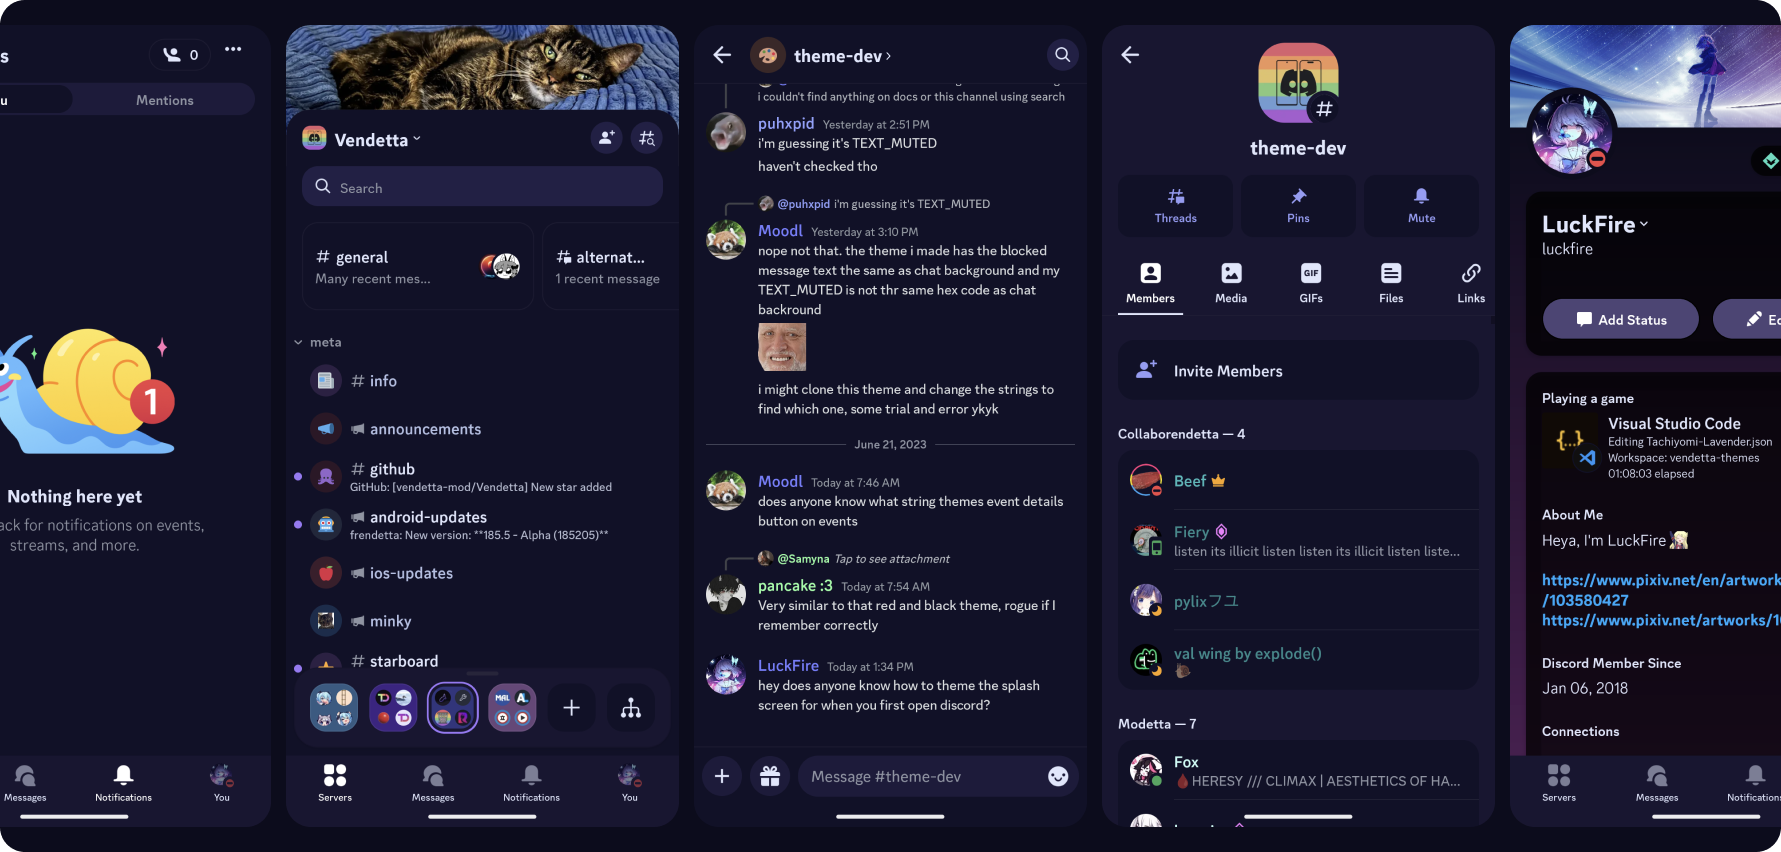 s
0
u
Mentions
1
Nothing here yet
ack for notifications on events,
streams, and more.
Messages
Notifications
You
Vendetta
Search
# general
Many recent mes...
alternat...
1 recent message
meta
# info
announcements
# github
GitHub: [vendetta-mod/Vendetta] New star added
android-updates
frendetta: New version: **185.5 - Alpha (185205)**
ios-updates
minky
# starboard
TD
TD
R
MAL
AL
Servers
Messages
Notifications
You
theme-dev ›
i couldn't find anything on docs or this channel using search
puhxpid Yesterday at 2:51 PM
i'm guessing it's TEXT_MUTED
haven't checked tho
@puhxpid i'm guessing it's TEXT_MUTED
Moodl Yesterday at 3:10 PM
nope not that. the theme i made has the blocked
message text the same as chat background and my
TEXT_MUTED is not thr same hex code as chat
backround
i might clone this theme and change the strings to
find which one, some trial and error ykyk
June 21, 2023
Moodl Today at 7:46 AM
does anyone know what string themes event details
button on events
@Samyna Tap to see attachment
pancake :3 Today at 7:54 AM
Very similar to that red and black theme, rogue if I
remember correctly
LuckFire Today at 1:34 PM
hey does anyone know how to theme the splash
screen for when you first open discord?
Message #theme-dev
#
theme-dev
Threads
Pins
Mute
Members
Media
GIF
GIFs
Files
Links
Invite Members
Collaborendetta — 4
Beef
Fiery
listen its illicit listen listen its illicit listen liste...
pylixフユ
val wing by explode()
Modetta — 7
Fox
HERESY /// CLIMAX | AESTHETICS OF HA...
LuckFire
luckfire
Add Status
Ed
Playing a game
{..}
Visual Studio Code
Editing Tachiyomi-Lavender.json
Workspace: vendetta-themes
01:08:03 elapsed
About Me
Heya, I'm LuckFire
https://www.pixiv.net/en/artwork
/103580427
https://www.pixiv.net/artworks/1
Discord Member Since
Jan 06, 2018
Connections
Servers
Messages
Notifications